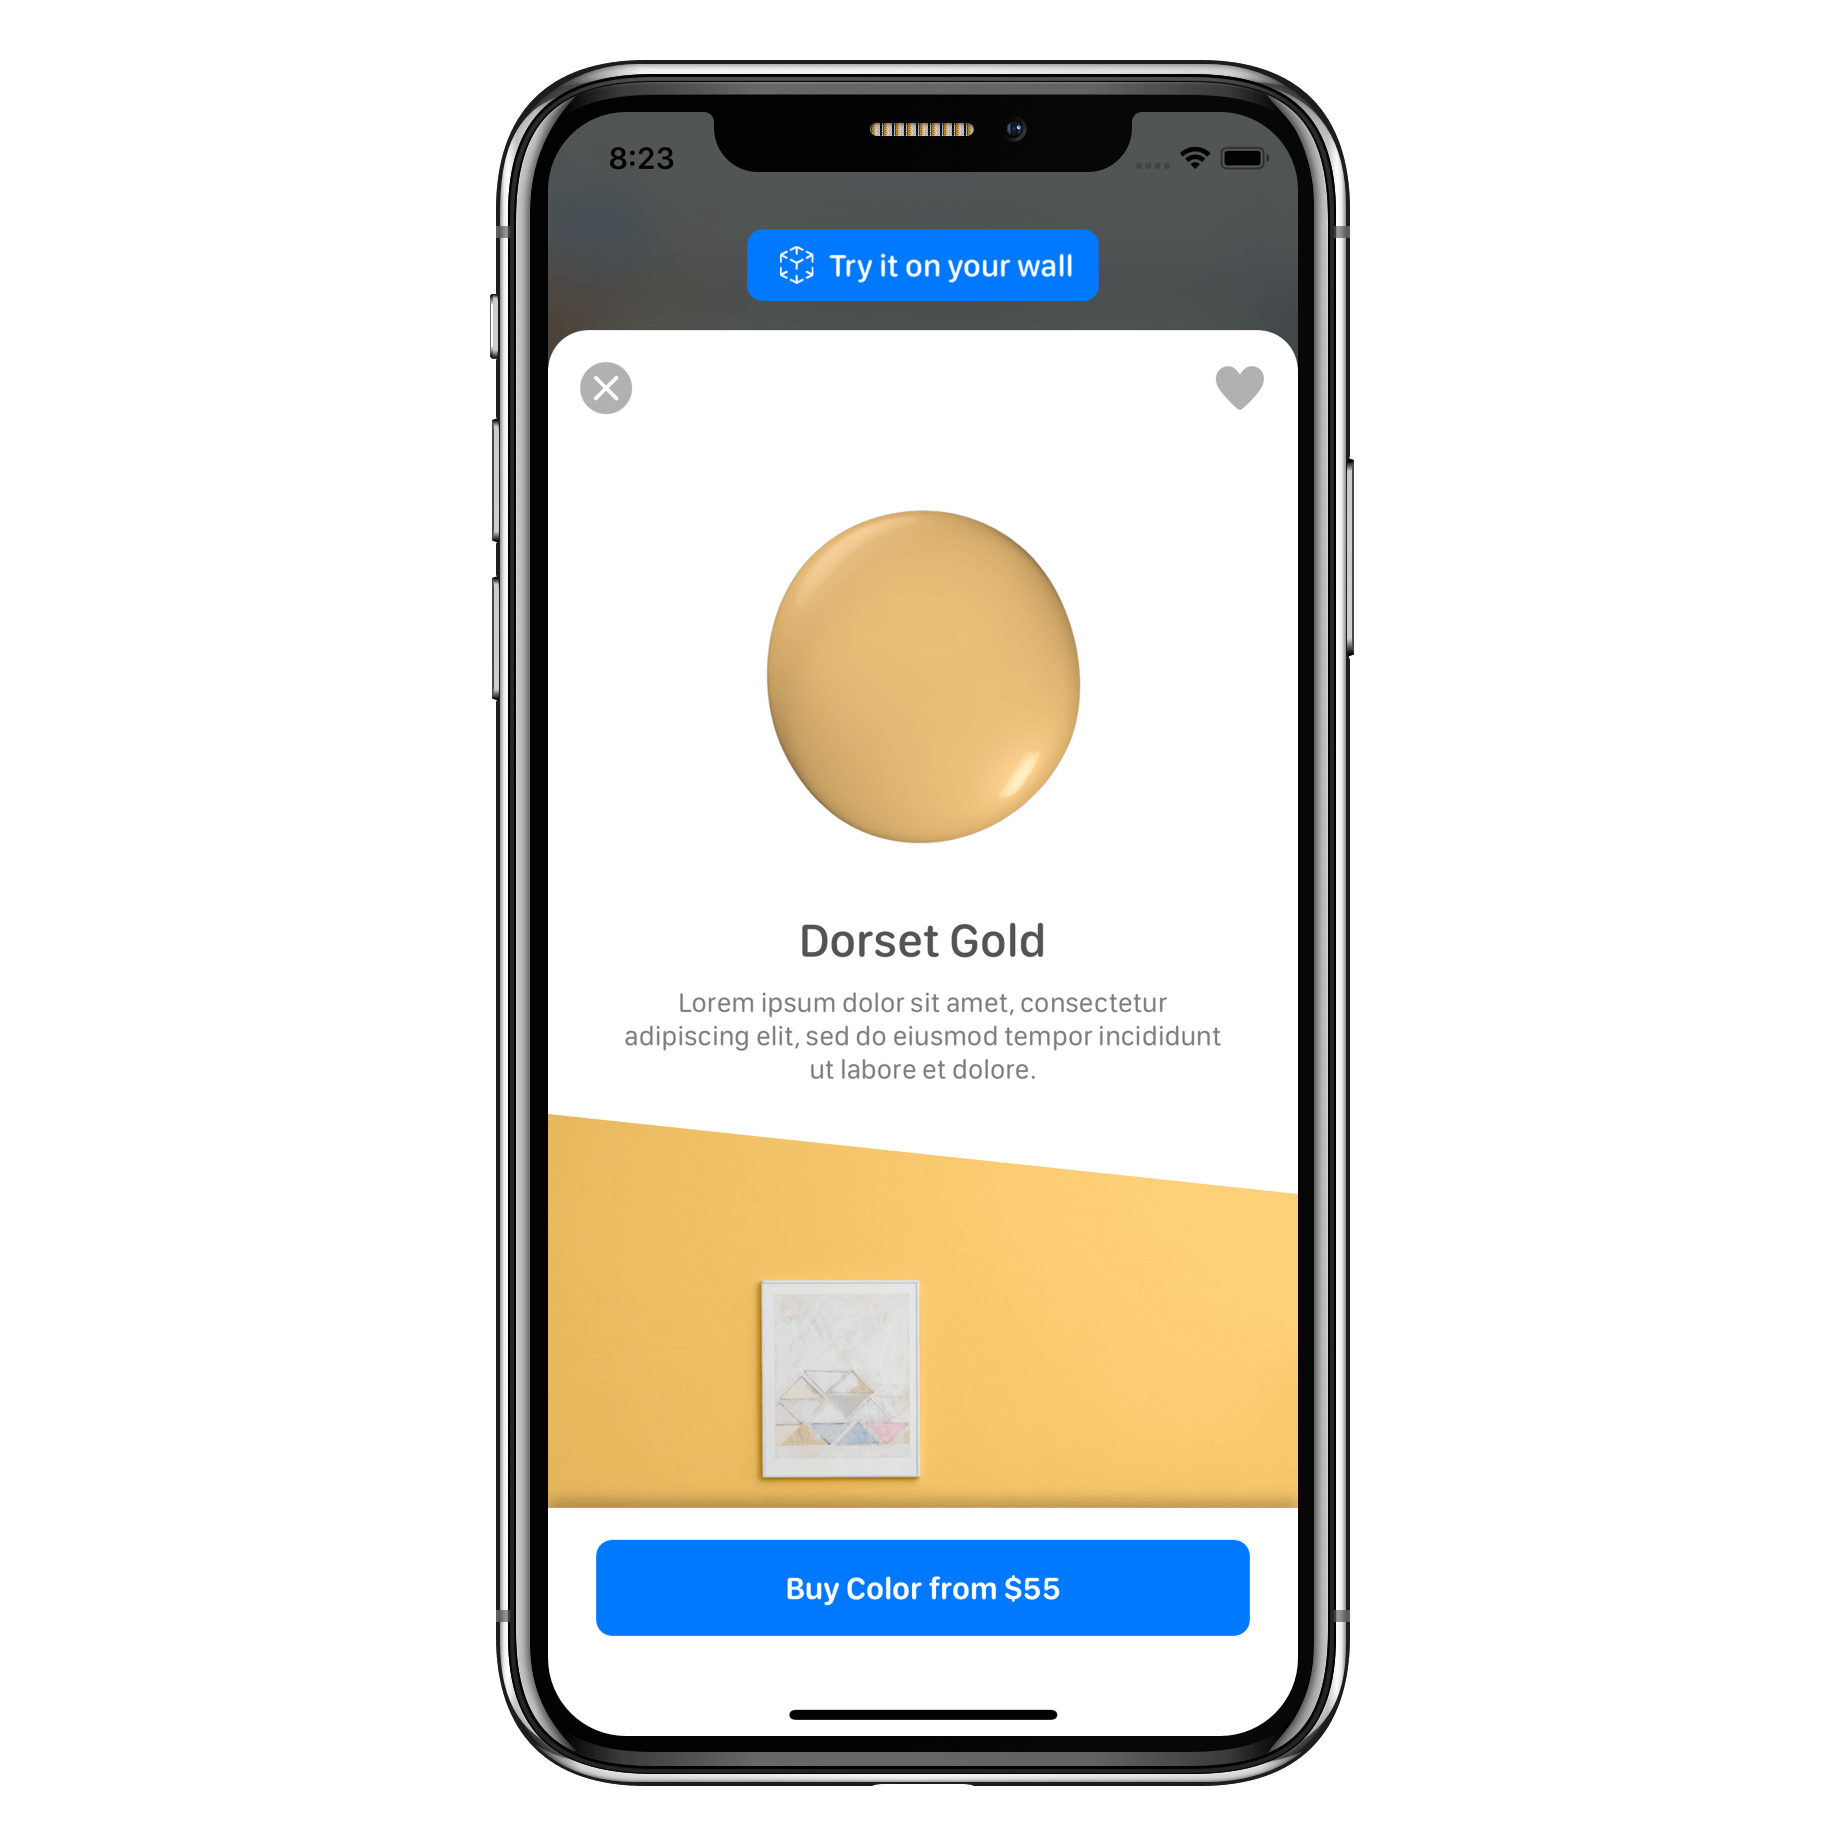 8:23
Try it on your wall
Dorset Gold
Lorem ipsum dolor sit amet, consectetur
adipiscing elit, sed do eiusmod tempor incididunt
ut labore et dolore.
Buy Color from $55